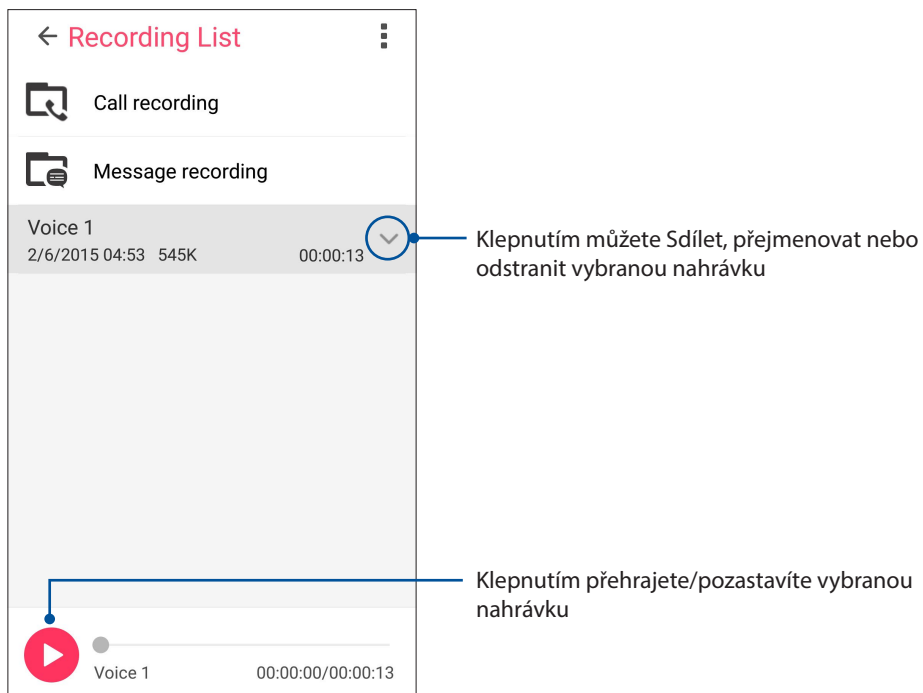 Recording List
Call recording
Message recording
Voice 1
2/6/2015 04:53 545K 00:00:13
Klepnutím můžete Sdílet, přejmenovat nebo
odstranit vybranou nahrávku
Klepnutím přehrajete/pozastavíte vybranou
nahrávku
Voice 1 00:00:00/00:00:13